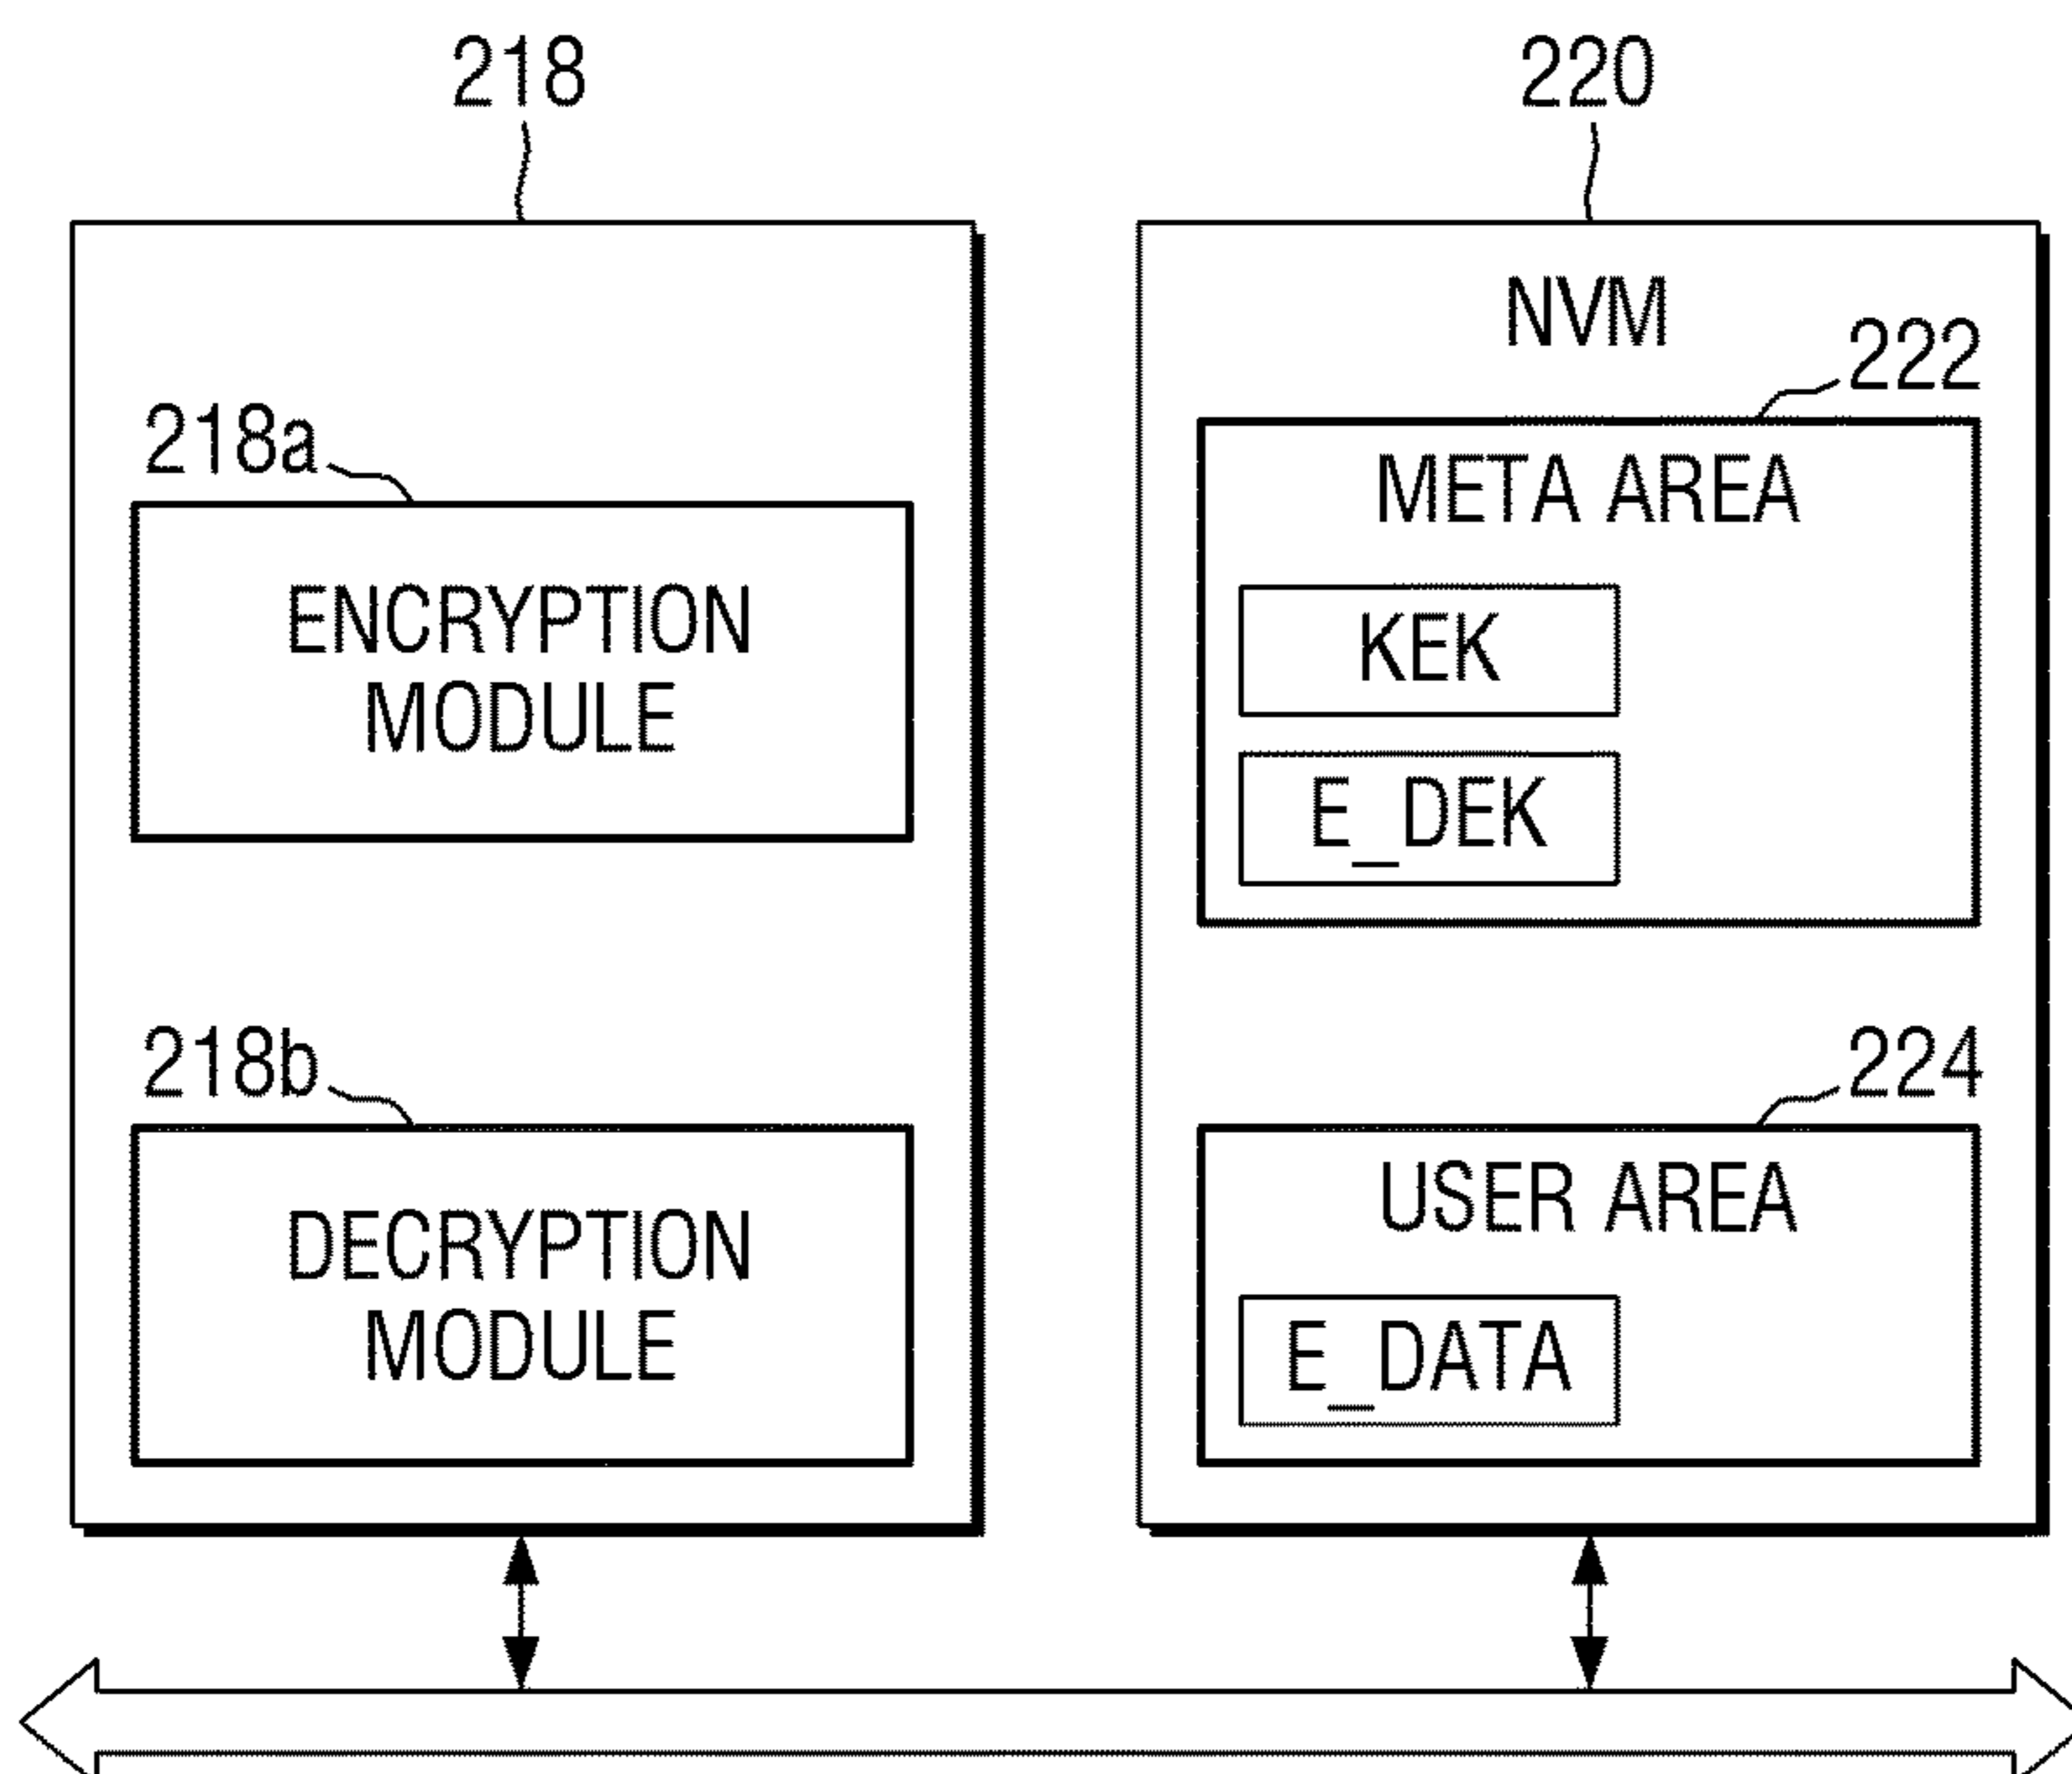 218
220
NVM
222
218a
META AREA
ENCRYPTION
MODULE
KEK
E_DEK
218b
224
DECRYPTION
MODULE
USER AREA
E_DATA